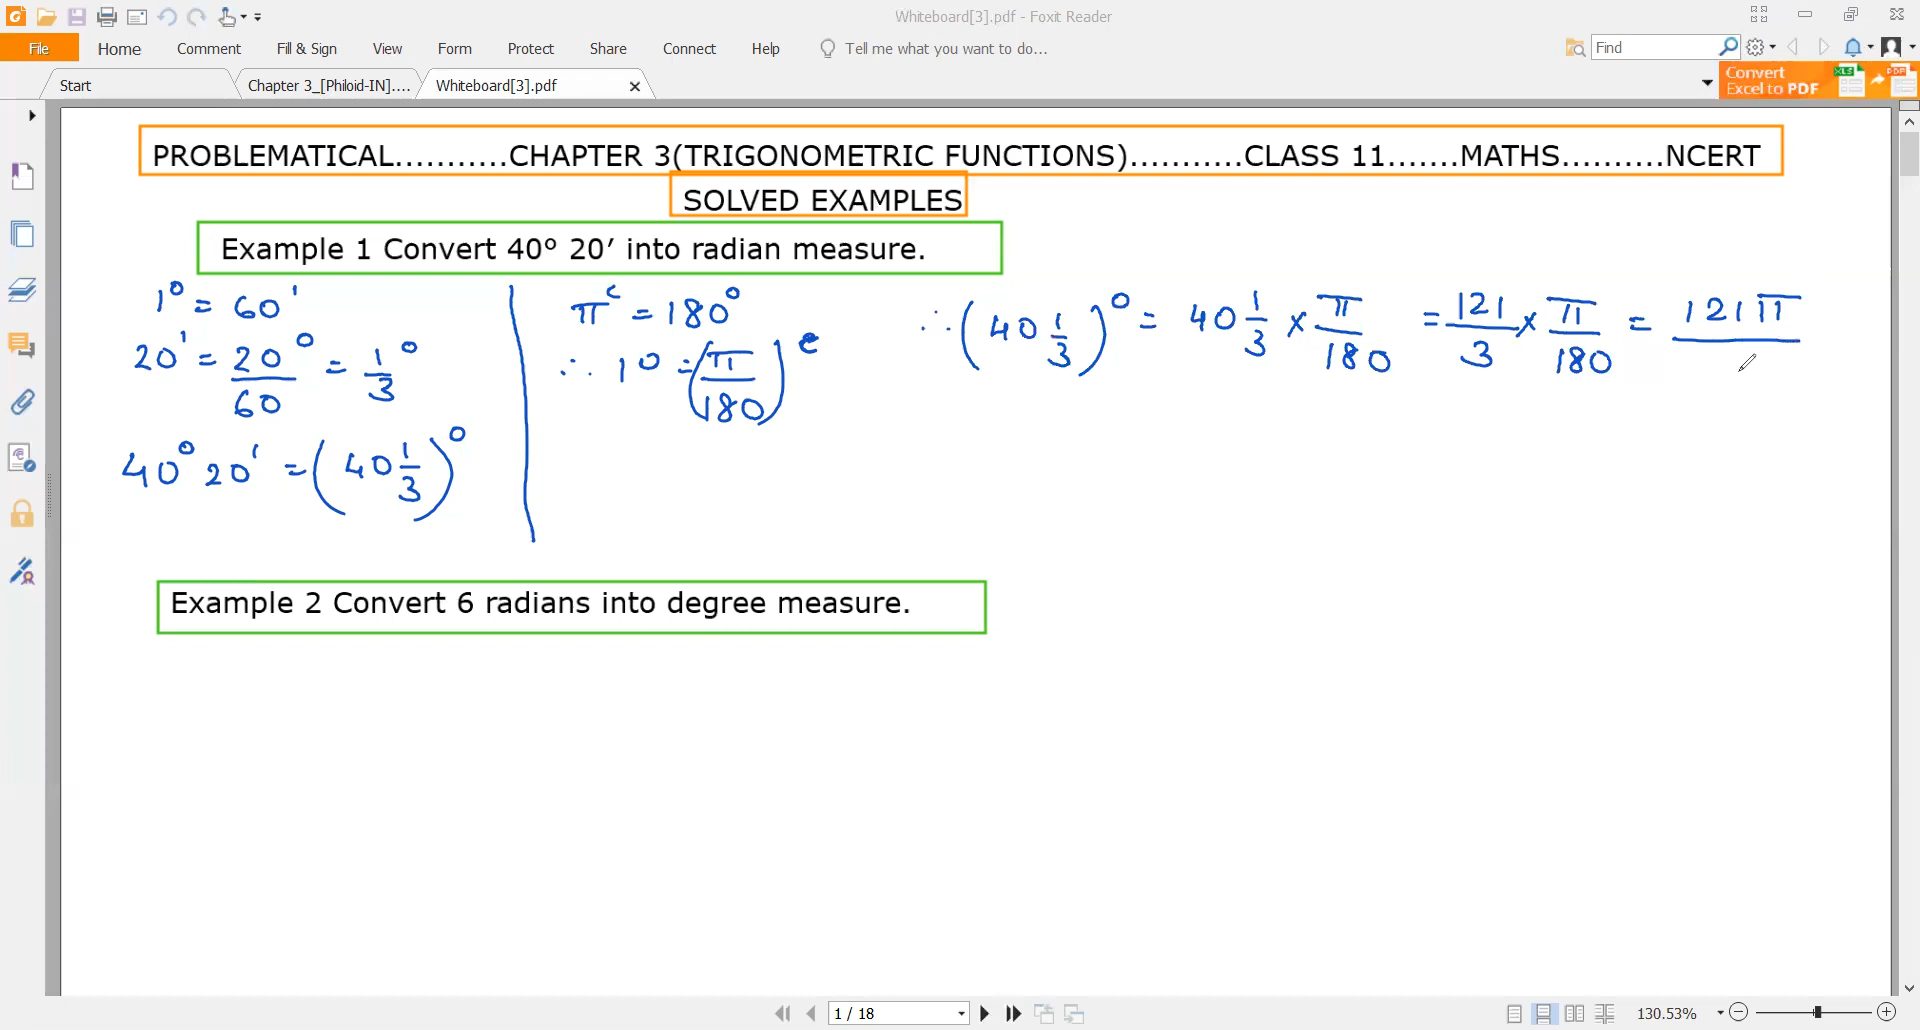 Whiteboard[3].pdf - Foxit Reader
File Home Comment Fill & Sign View Form Protect Share Connect Help Tell me what you want to do... Find
Start Chapter 3_[Philoid-IN].... Whiteboard[3].pdf
Convert
Excel to PDF
PROBLEMATICAL...........CHAPTER 3(TRIGONOMETRIC FUNCTIONS)...........CLASS 11.......MATHS..........NCERT
SOLVED EXAMPLES
Example 1 Convert 40° 20′ into radian measure.
1° = 60'
20' = 20°/60 = 1/3°
40° 20' = (40 1/3)°
π^c = 180°
∴ 1° = (π/180)^c
∴ (40 1/3)° = 40 1/3 × π/180 = 121/3 × π/180 = 121π
Example 2 Convert 6 radians into degree measure.
1 / 18
130.53%